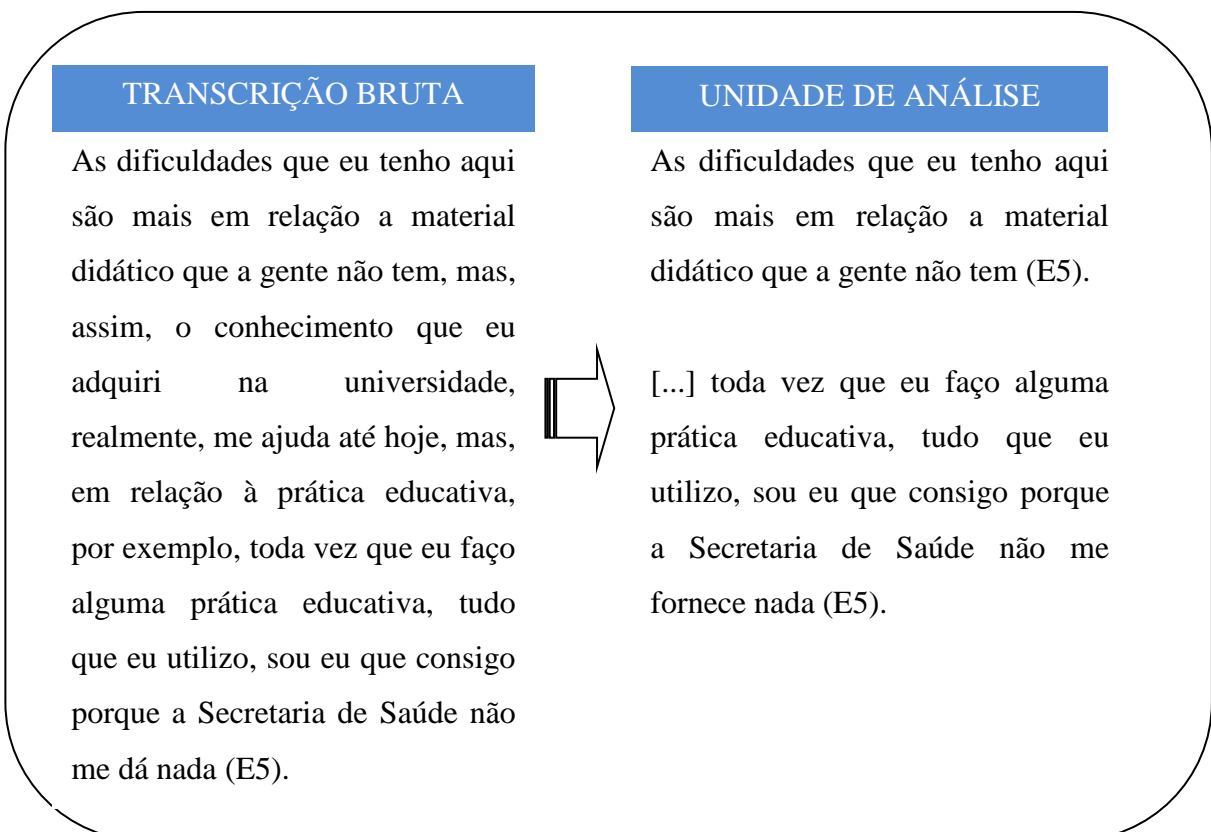 TRANSCRIÇÃO BRUTA
As dificuldades que eu tenho aqui
são mais em relação a material
didático que a gente não tem, mas,
assim, o conhecimento que eu
adquiri na universidade,
realmente, me ajuda até hoje, mas,
em relação à prática educativa,
por exemplo, toda vez que eu faço
alguma prática educativa, tudo
que eu utilizo, sou eu que consigo
porque a Secretaria de Saúde não
me dá nada (E5).
UNIDADE DE ANÁLISE
As dificuldades que eu tenho aqui
são mais em relação a material
didático que a gente não tem (E5).
[...] toda vez que eu faço alguma
prática educativa, tudo que eu
utilizo, sou eu que consigo porque
a Secretaria de Saúde não me
fornece nada (E5).